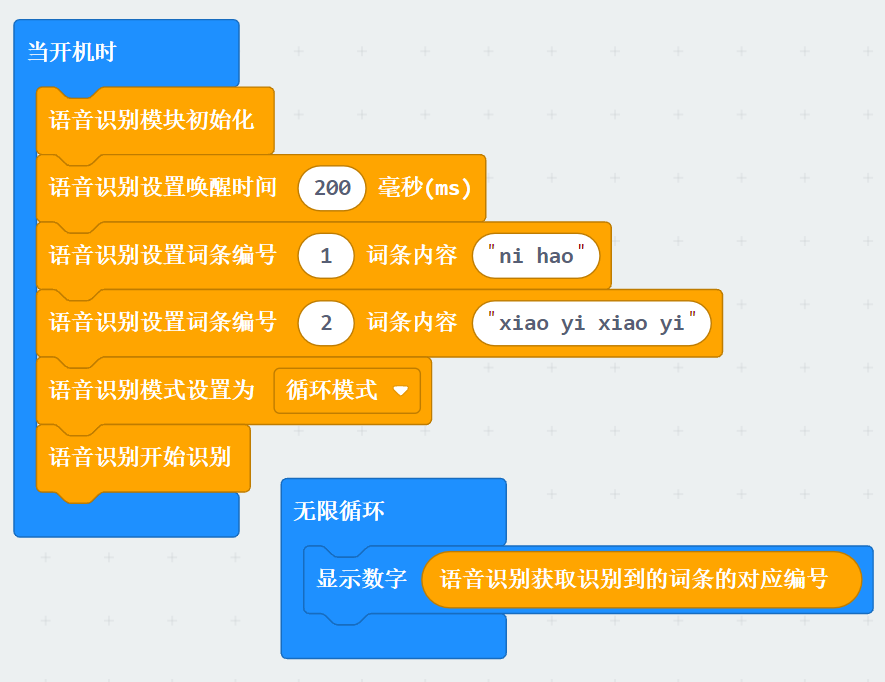 当开机时
语音识别模块初始化
语音识别设置唤醒时间 200 毫秒(ms)
语音识别设置词条编号 1 词条内容 "ni hao"
语音识别设置词条编号 2 词条内容 "xiao yi xiao yi"
语音识别模式设置为 循环模式
语音识别开始识别
无限循环
显示数字 语音识别获取识别到的词条的对应编号